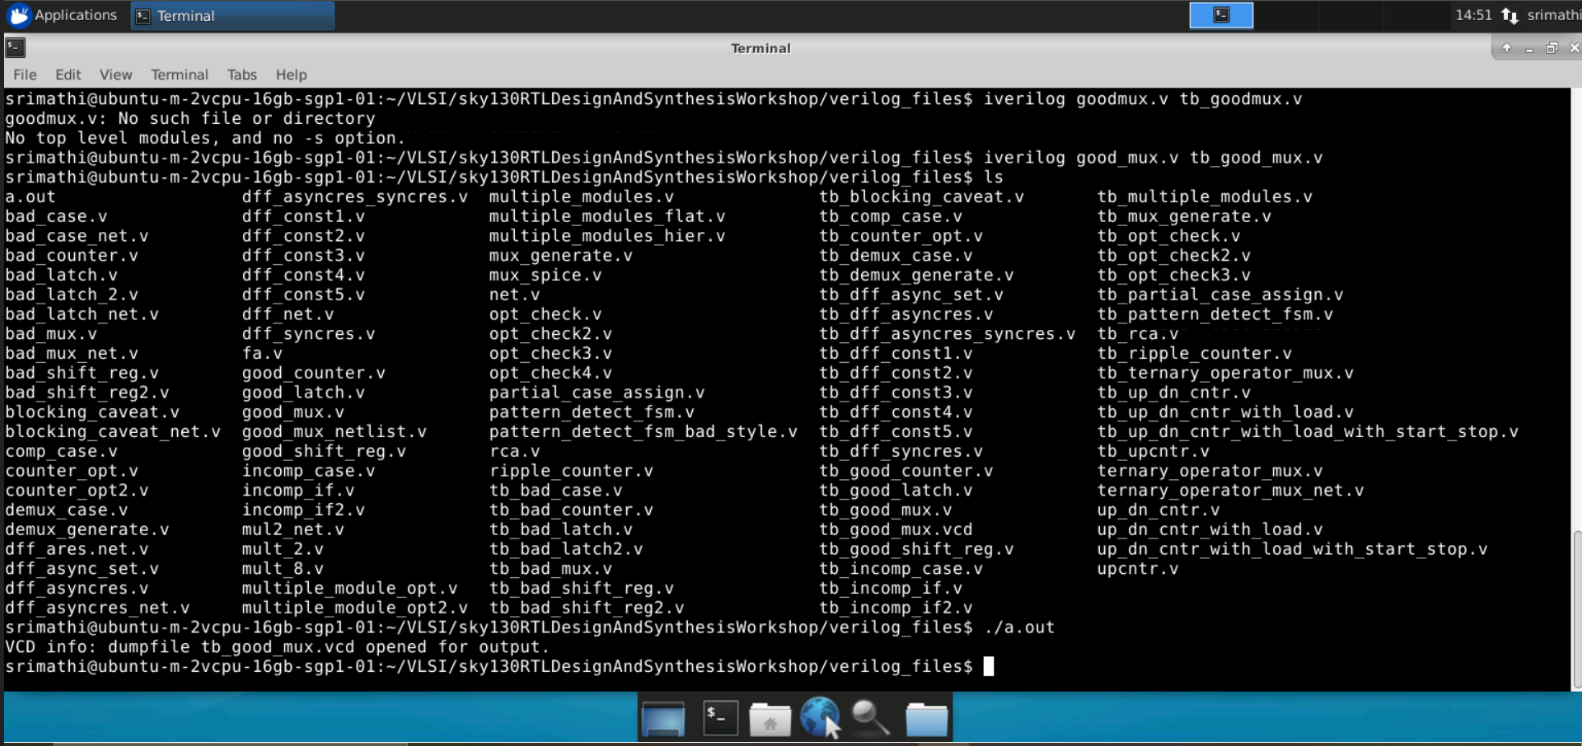 Applications Terminal 14:51 srimathi
Terminal
File Edit View Terminal Tabs Help
srimathi@ubuntu-m-2vcpu-16gb-sgp1-01:~/VLSI/sky130RTLDesignAndSynthesisWorkshop/verilog_files$ iverilog goodmux.v tb_goodmux.v
goodmux.v: No such file or directory
No top level modules, and no -s option.
srimathi@ubuntu-m-2vcpu-16gb-sgp1-01:~/VLSI/sky130RTLDesignAndSynthesisWorkshop/verilog_files$ iverilog good_mux.v tb_good_mux.v
srimathi@ubuntu-m-2vcpu-16gb-sgp1-01:~/VLSI/sky130RTLDesignAndSynthesisWorkshop/verilog_files$ ls
a.out dff_asyncres_syncres.v multiple_modules.v tb_blocking_caveat.v tb_multiple_modules.v
bad_case.v dff_const1.v multiple_modules_flat.v tb_comp_case.v tb_mux_generate.v
bad_case_net.v dff_const2.v multiple_modules_hier.v tb_counter_opt.v tb_opt_check.v
bad_counter.v dff_const3.v mux_generate.v tb_demux_case.v tb_opt_check2.v
bad_latch.v dff_const4.v mux_spice.v tb_demux_generate.v tb_opt_check3.v
bad_latch_2.v dff_const5.v net.v tb_dff_async_set.v tb_partial_case_assign.v
bad_latch_net.v dff_net.v opt_check.v tb_dff_asyncres.v tb_pattern_detect_fsm.v
bad_mux.v dff_syncres.v opt_check2.v tb_dff_asyncres_syncres.v tb_rca.v
bad_mux_net.v fa.v opt_check3.v tb_dff_const1.v tb_ripple_counter.v
bad_shift_reg.v good_counter.v opt_check4.v tb_dff_const2.v tb_ternary_operator_mux.v
bad_shift_reg2.v good_latch.v partial_case_assign.v tb_dff_const3.v tb_up_dn_cntr.v
blocking_caveat.v good_mux.v pattern_detect_fsm.v tb_dff_const4.v tb_up_dn_cntr_with_load.v
blocking_caveat_net.v good_mux_netlist.v pattern_detect_fsm_bad_style.v tb_dff_const5.v tb_up_dn_cntr_with_load_with_start_stop.v
comp_case.v good_shift_reg.v rca.v tb_dff_syncres.v tb_upcntr.v
counter_opt.v incomp_case.v ripple_counter.v tb_good_counter.v ternary_operator_mux.v
counter_opt2.v incomp_if.v tb_bad_case.v tb_good_latch.v ternary_operator_mux_net.v
demux_case.v incomp_if2.v tb_bad_counter.v tb_good_mux.v up_dn_cntr.v
demux_generate.v mul2_net.v tb_bad_latch.v tb_good_mux.vcd up_dn_cntr_with_load.v
dff_ares.net.v mult_2.v tb_bad_latch2.v tb_good_shift_reg.v up_dn_cntr_with_load_with_start_stop.v
dff_async_set.v mult_8.v tb_bad_mux.v tb_incomp_case.v upcntr.v
dff_asyncres.v multiple_module_opt.v tb_bad_shift_reg.v tb_incomp_if.v
dff_asyncres_net.v multiple_module_opt2.v tb_bad_shift_reg2.v tb_incomp_if2.v
srimathi@ubuntu-m-2vcpu-16gb-sgp1-01:~/VLSI/sky130RTLDesignAndSynthesisWorkshop/verilog_files$ ./a.out
VCD info: dumpfile tb_good_mux.vcd opened for output.
srimathi@ubuntu-m-2vcpu-16gb-sgp1-01:~/VLSI/sky130RTLDesignAndSynthesisWorkshop/verilog_files$